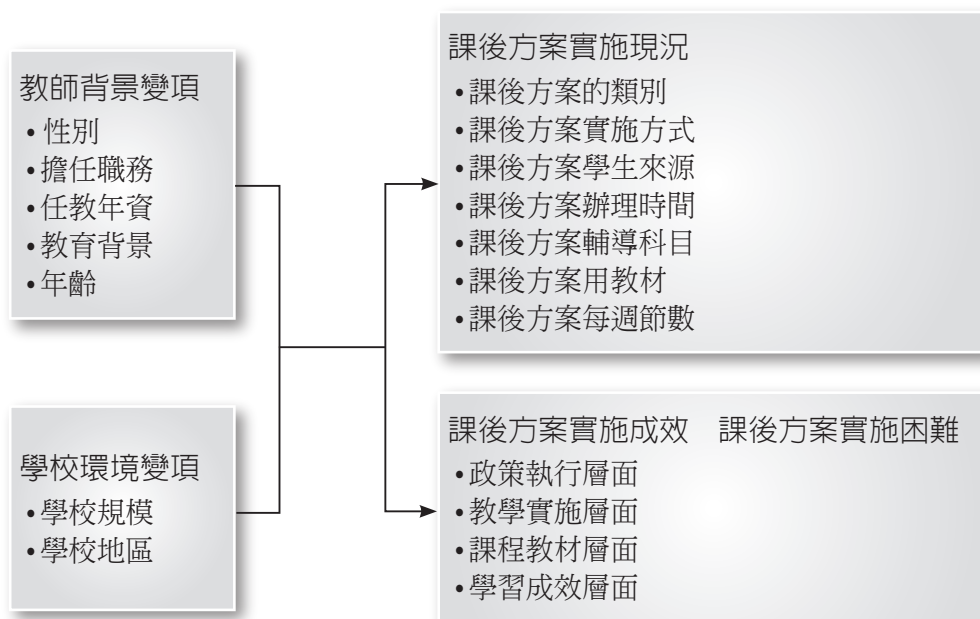 教師背景變項
•性別
•擔任職務
•任教年資
•教育背景
•年齡
學校環境變項
•學校規模
•學校地區
課後方案實施現況
•課後方案的類別
•課後方案實施方式
•課後方案學生來源
•課後方案辦理時間
•課後方案輔導科目
•課後方案用教材
•課後方案每週節數
課後方案實施成效　課後方案實施困難
•政策執行層面
•教學實施層面
•課程教材層面
•學習成效層面